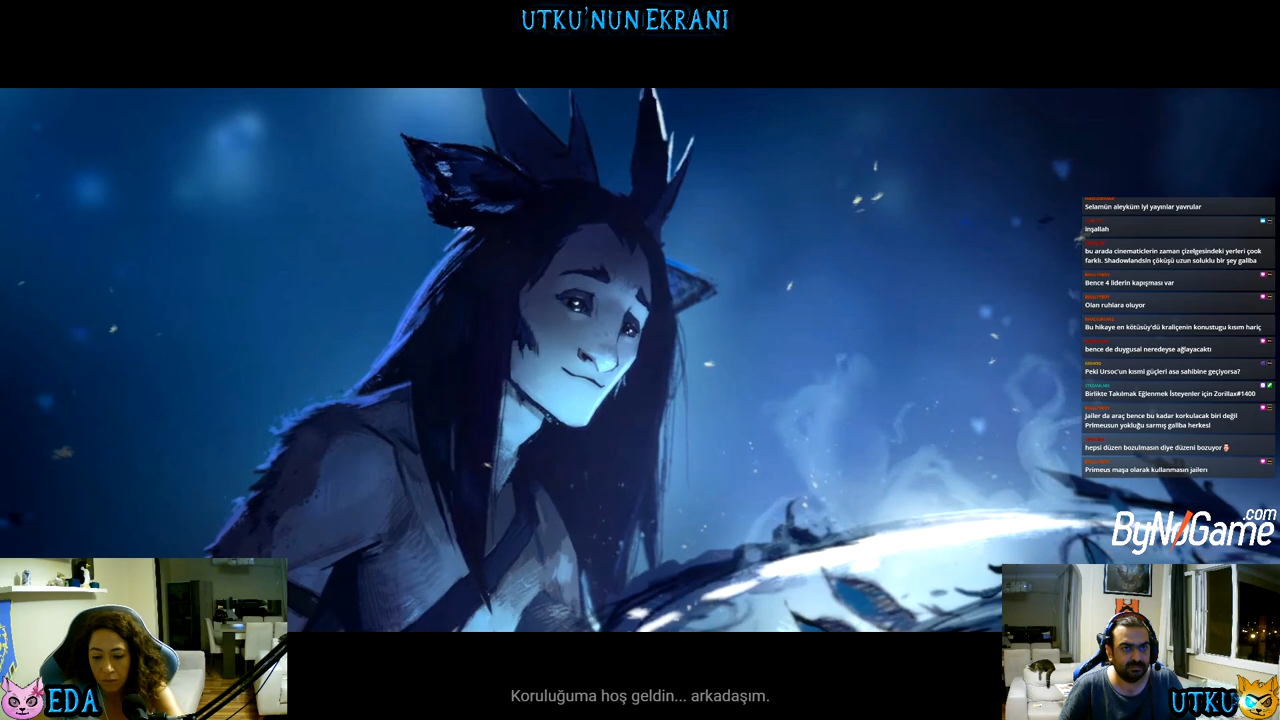 UTKU'NUN EKRANI
Selamün aleyküm iyi yayınlar yavrular
inşallah
bu arada cinematiclerin zaman çizelgesindeki yerleri çook
farklı. Shadowlandsin çöküşü uzun soluklu bir şey galiba
Bence 4 liderin kapışması var
Olan ruhlara oluyor
Bu hikaye en kötüsüy'dü kraliçenin konustugu kısım hariç
bence de duygusal neredeyse ağlayacaktı
Peki Ursoc'un kısmi güçleri asa sahibine geçiyorsa?
Birlikte Takılmak Eğlenmek İsteyenler için Zorillax#1400
Jailer da araç bence bu kadar korkulacak biri değil
Primeusun yokluğu sarmış galiba herkesi
hepsi düzen bozulmasın diye düzeni bozuyor
Primeus maşa olarak kullanmasın jailerı
ByNoGame.com
EDA
UTKU
Koruluğuma hoş geldin... arkadaşım.